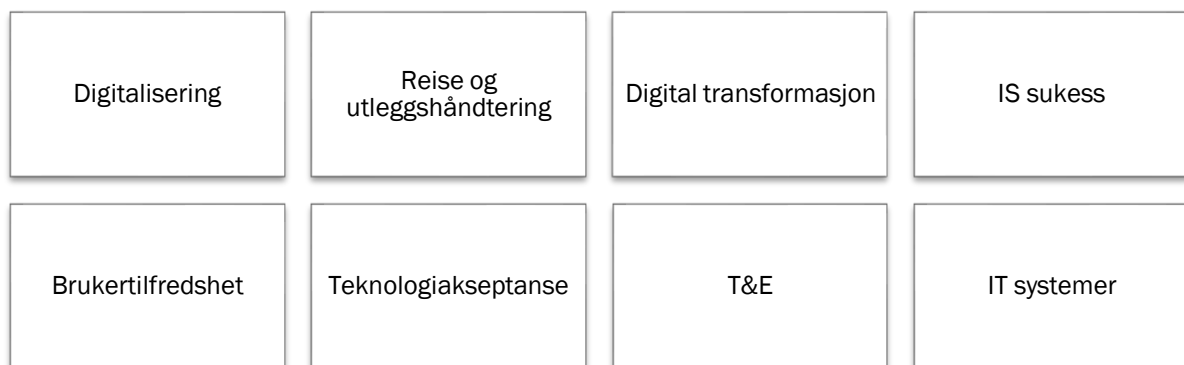 Digitalisering
Reise og
utleggshåndtering
Digital transformasjon
IS sukess
Brukertilfredshet
Teknologiakseptanse
T&E
IT systemer